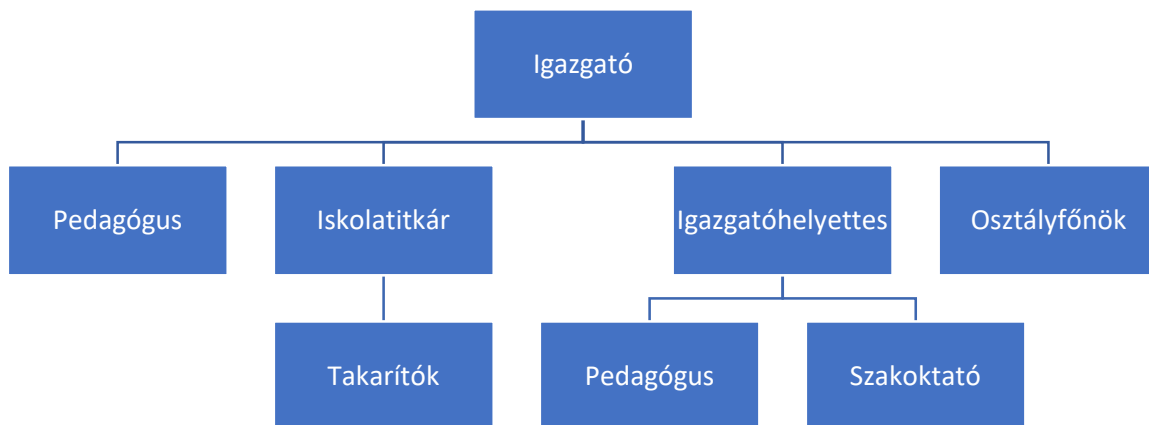 Igazgató
Pedagógus
Iskolatitkár
Igazgatóhelyettes
Osztályfőnök
Takarítók
Pedagógus
Szakoktató